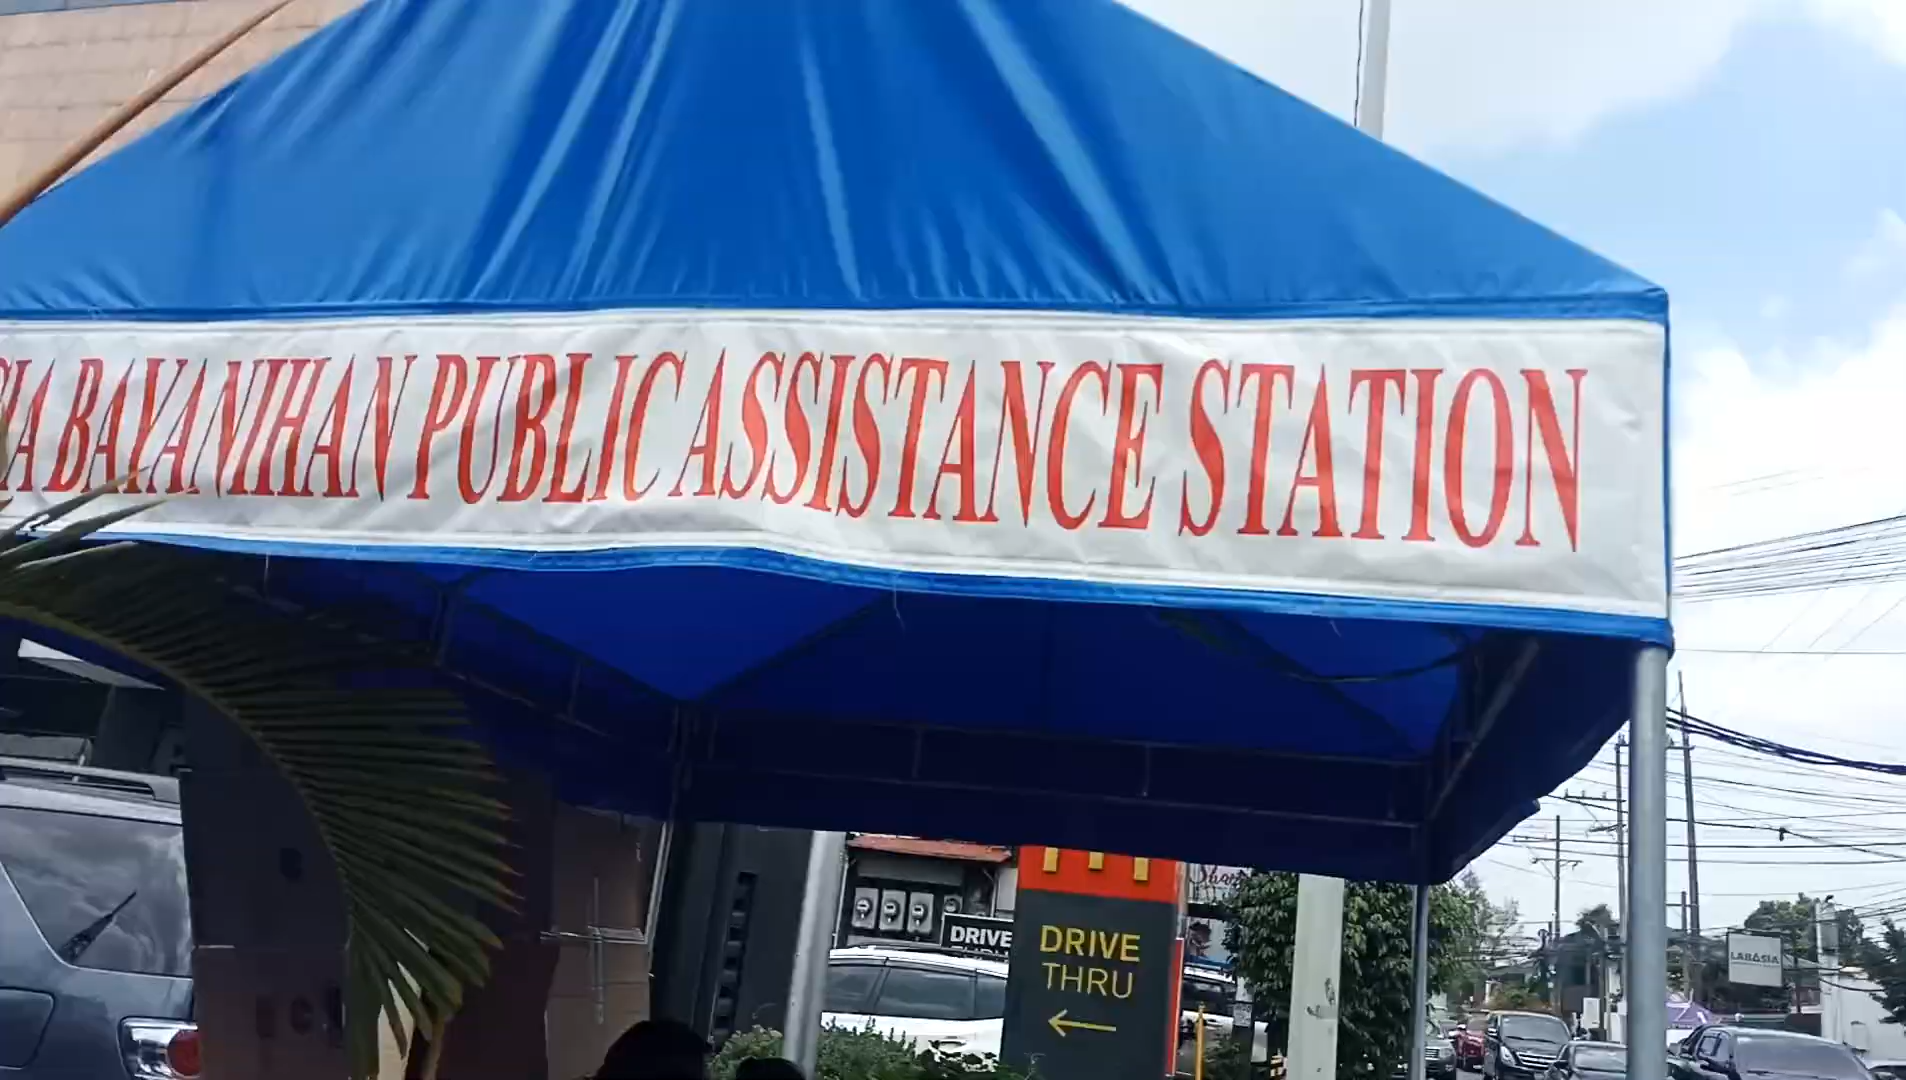 BAYANIHAN PUBLIC ASSISTANCE STATION
DRIVE
DRIVE
THRU
LABASIA